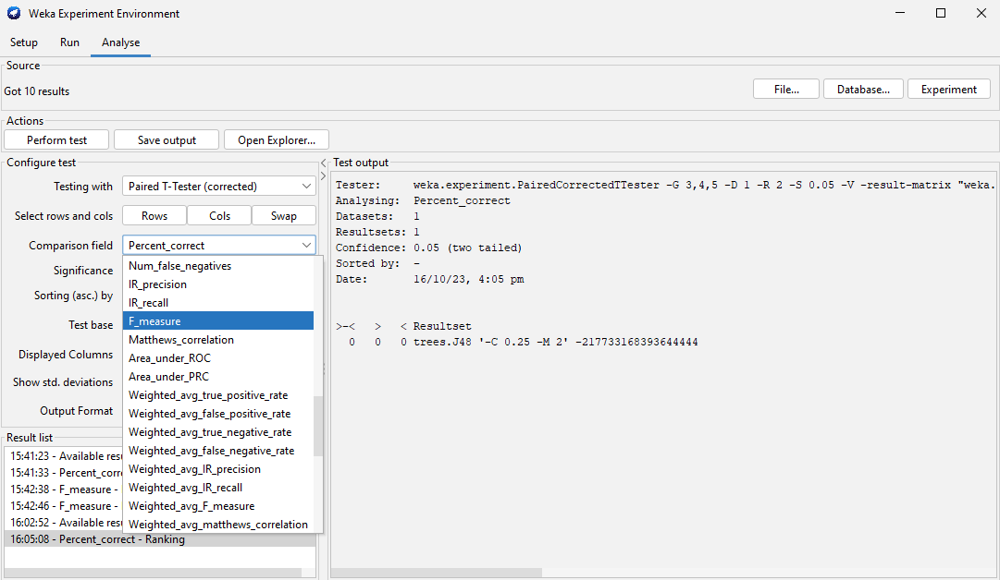 Weka Experiment Environment
Setup Run Analyse
Source
Got 10 results
File... Database... Experiment
Actions
Perform test Save output Open Explorer...
Configure test
Testing with Paired T-Tester (corrected)
Select rows and cols Rows Cols Swap
Comparison field Percent_correct
Significance
Sorting (asc.) by
Test base
Displayed Columns
Show std. deviations
Output Format
Num_false_negatives
IR_precision
IR_recall
F_measure
Matthews_correlation
Area_under_ROC
Area_under_PRC
Weighted_avg_true_positive_rate
Weighted_avg_false_positive_rate
Weighted_avg_true_negative_rate
Weighted_avg_false_negative_rate
Weighted_avg_IR_precision
Weighted_avg_IR_recall
Weighted_avg_F_measure
Weighted_avg_matthews_correlation
Result list
15:41:23 - Available resu
15:41:33 - Percent_corre
15:42:38 - F_measure -
15:42:46 - F_measure -
16:02:52 - Available resu
16:05:08 - Percent_correct - Ranking
Test output
Tester: weka.experiment.PairedCorrectedTTester -G 3,4,5 -D 1 -R 2 -S 0.05 -V -result-matrix "weka.
Analysing: Percent_correct
Datasets: 1
Resultsets: 1
Confidence: 0.05 (two tailed)
Sorted by: -
Date: 16/10/23, 4:05 pm
>-< > < Resultset
0 0 0 trees.J48 '-C 0.25 -M 2' -217733168393644444